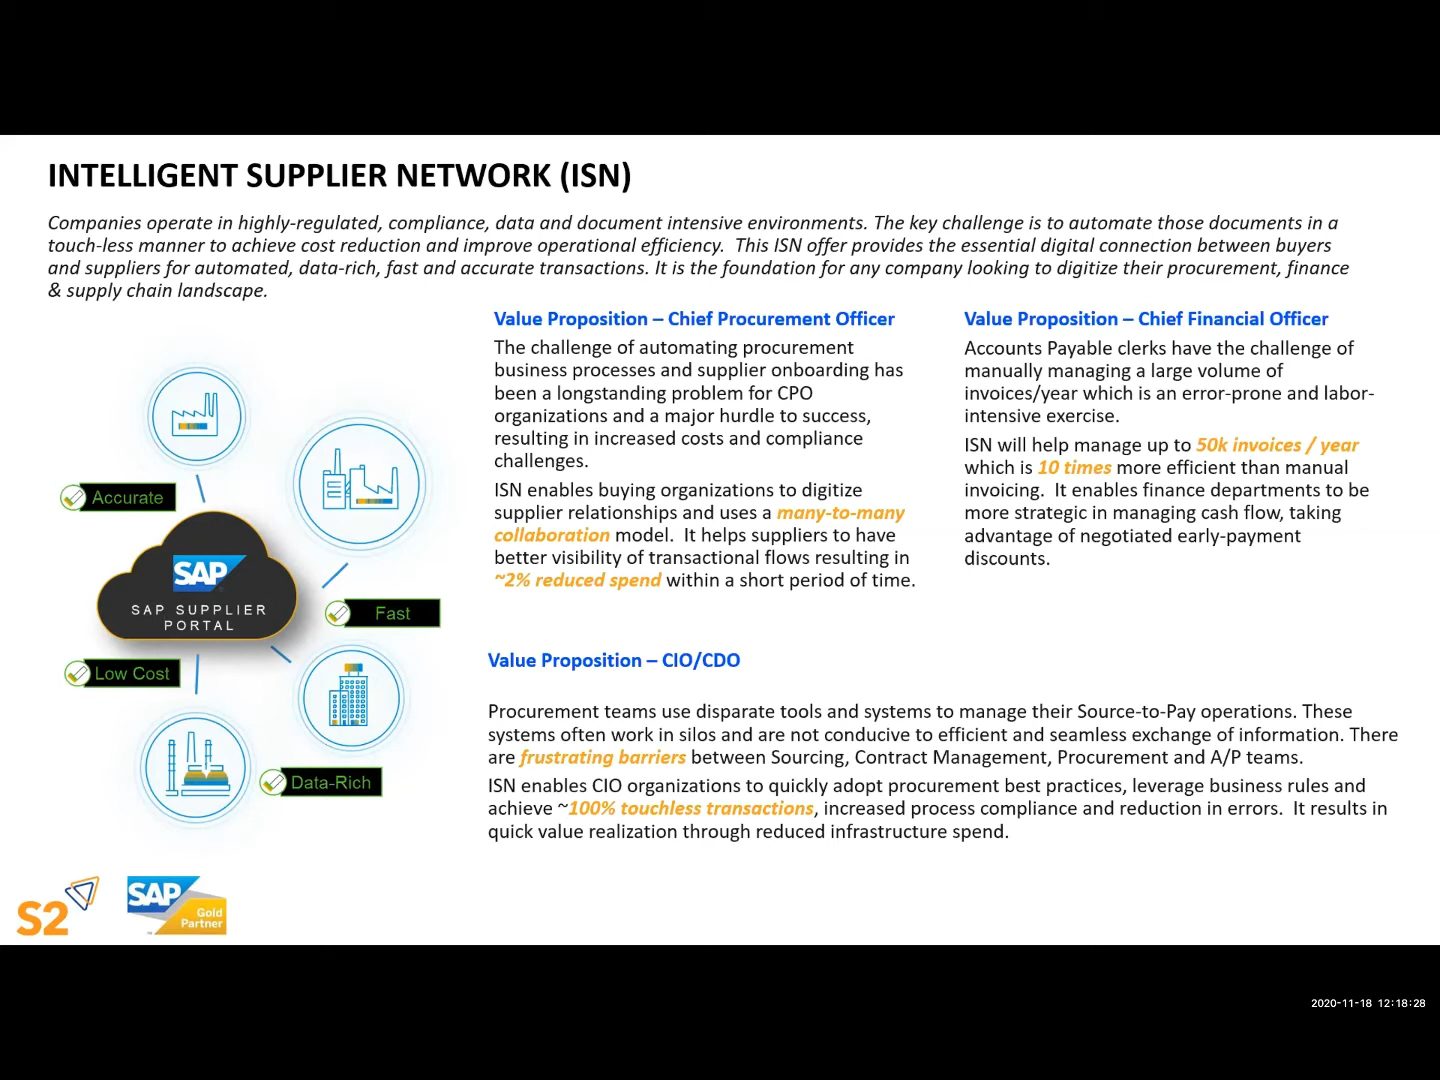 INTELLIGENT SUPPLIER NETWORK (ISN)
Companies operate in highly-regulated, compliance, data and document intensive environments. The key challenge is to automate those documents in a
touch-less manner to achieve cost reduction and improve operational efficiency.  This ISN offer provides the essential digital connection between buyers
and suppliers for automated, data-rich, fast and accurate transactions. It is the foundation for any company looking to digitize their procurement, finance
& supply chain landscape.
Accurate
SAP
SAP SUPPLIER
PORTAL
Fast
Low Cost
Data-Rich
Value Proposition – Chief Procurement Officer
The challenge of automating procurement
business processes and supplier onboarding has
been a longstanding problem for CPO
organizations and a major hurdle to success,
resulting in increased costs and compliance
challenges.
ISN enables buying organizations to digitize
supplier relationships and uses a many-to-many
collaboration model.  It helps suppliers to have
better visibility of transactional flows resulting in
~2% reduced spend within a short period of time.
Value Proposition – Chief Financial Officer
Accounts Payable clerks have the challenge of
manually managing a large volume of
invoices/year which is an error-prone and labor-
intensive exercise.
ISN will help manage up to 50k invoices / year
which is 10 times more efficient than manual
invoicing.  It enables finance departments to be
more strategic in managing cash flow, taking
advantage of negotiated early-payment
discounts.
Value Proposition – CIO/CDO
Procurement teams use disparate tools and systems to manage their Source-to-Pay operations. These
systems often work in silos and are not conducive to efficient and seamless exchange of information. There
are frustrating barriers between Sourcing, Contract Management, Procurement and A/P teams.
ISN enables CIO organizations to quickly adopt procurement best practices, leverage business rules and
achieve ~100% touchless transactions, increased process compliance and reduction in errors.  It results in
quick value realization through reduced infrastructure spend.
S2
SAP
Gold
Partner
2020-11-18 12:18:28